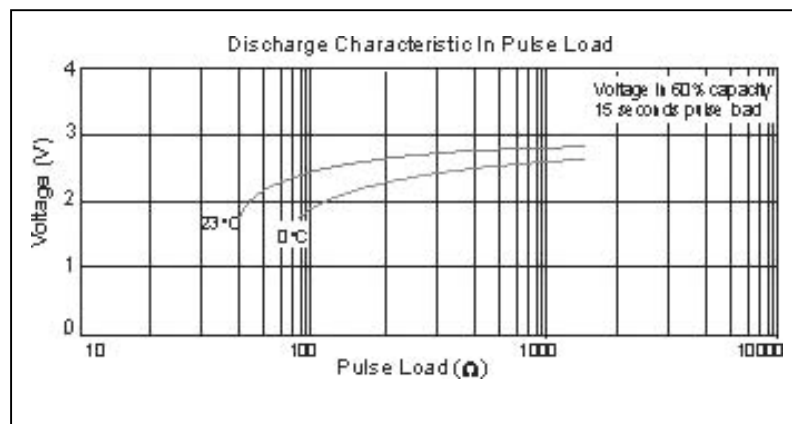 Discharge Characteristic In Pulse Load
Voltage in 60% capacity
15 seconds pulse load
4
3
2
1
0
Voltage (V)
23°C
0°C
10
100
1000
10000
Pulse Load (Ω)